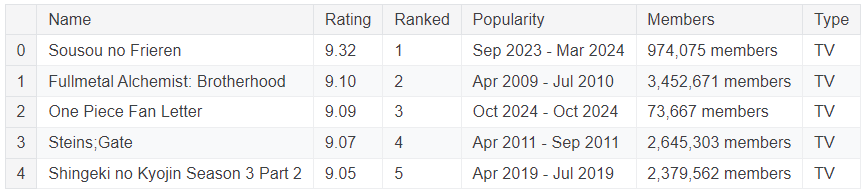 Name Rating Ranked Popularity Members Type
0 Sousou no Frieren 9.32 1 Sep 2023 - Mar 2024 974,075 members TV
1 Fullmetal Alchemist: Brotherhood 9.10 2 Apr 2009 - Jul 2010 3,452,671 members TV
2 One Piece Fan Letter 9.09 3 Oct 2024 - Oct 2024 73,667 members TV
3 Steins;Gate 9.07 4 Apr 2011 - Sep 2011 2,645,303 members TV
4 Shingeki no Kyojin Season 3 Part 2 9.05 5 Apr 2019 - Jul 2019 2,379,562 members TV